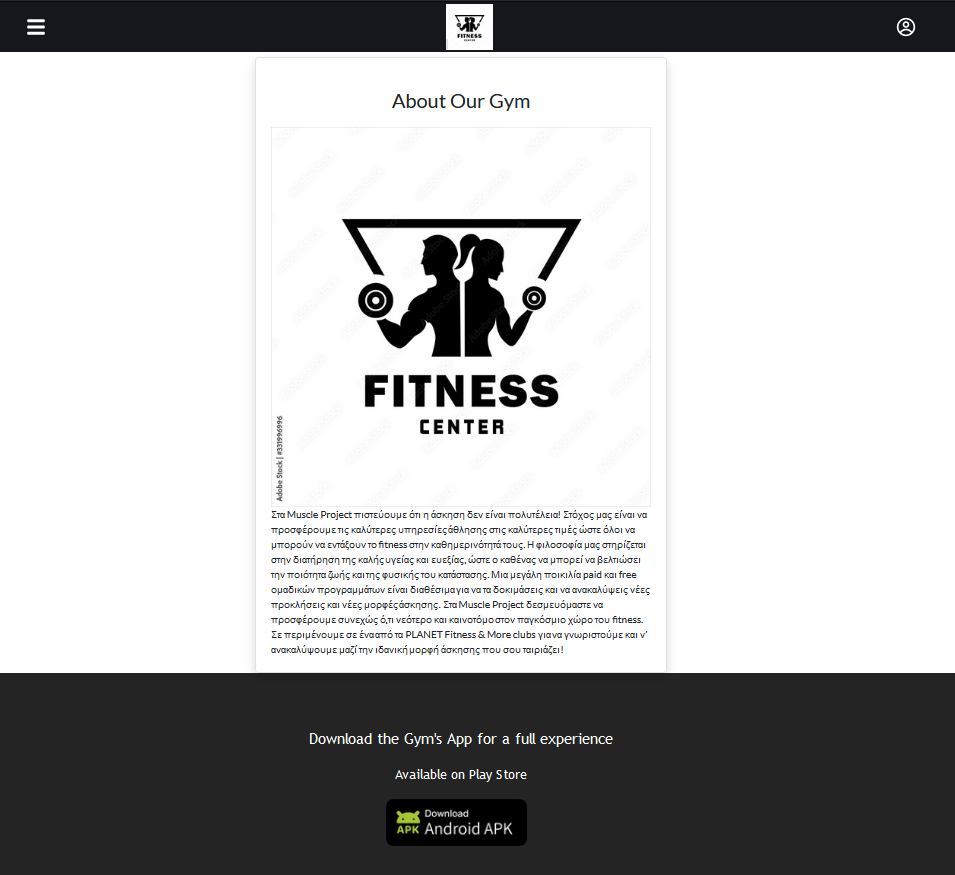 FITNESS
CENTER
About Our Gym
FITNESS
CENTER
Adobe Stock | #331996996
Στα Muscle Project πιστεύουμε ότι η άσκηση δεν είναι πολυτέλεια! Στόχος μας είναι να
προσφέρουμε τις καλύτερες υπηρεσίες άθλησης στις καλύτερες τιμές ώστε όλοι να
μπορούν να εντάξουν το fitness στην καθημερινότητά τους. Η φιλοσοφία μας στηρίζεται
στην διατήρηση της καλής υγείας και ευεξίας, ώστε ο καθένας να μπορεί να βελτιώσει
την ποιότητα ζωής και της φυσικής του κατάστασης. Μια μεγάλη ποικιλία paid και free
ομαδικών προγραμμάτων είναι διαθέσιμα για να τα δοκιμάσεις και να ανακαλύψεις νέες
προκλήσεις και νέες μορφές άσκησης. Στα Muscle Project δεσμευόμαστε να
προσφέρουμε συνεχώς ό,τι νεότερο και καινοτόμο στον παγκόσμιο χώρο του fitness.
Σε περιμένουμε σε ένα από τα PLANET Fitness & More clubs για να γνωριστούμε και ν'
ανακαλύψουμε μαζί την ιδανική μορφή άσκησης που σου ταιριάζει!
Download the Gym's App for a full experience
Available on Play Store
Download
APK Android APK